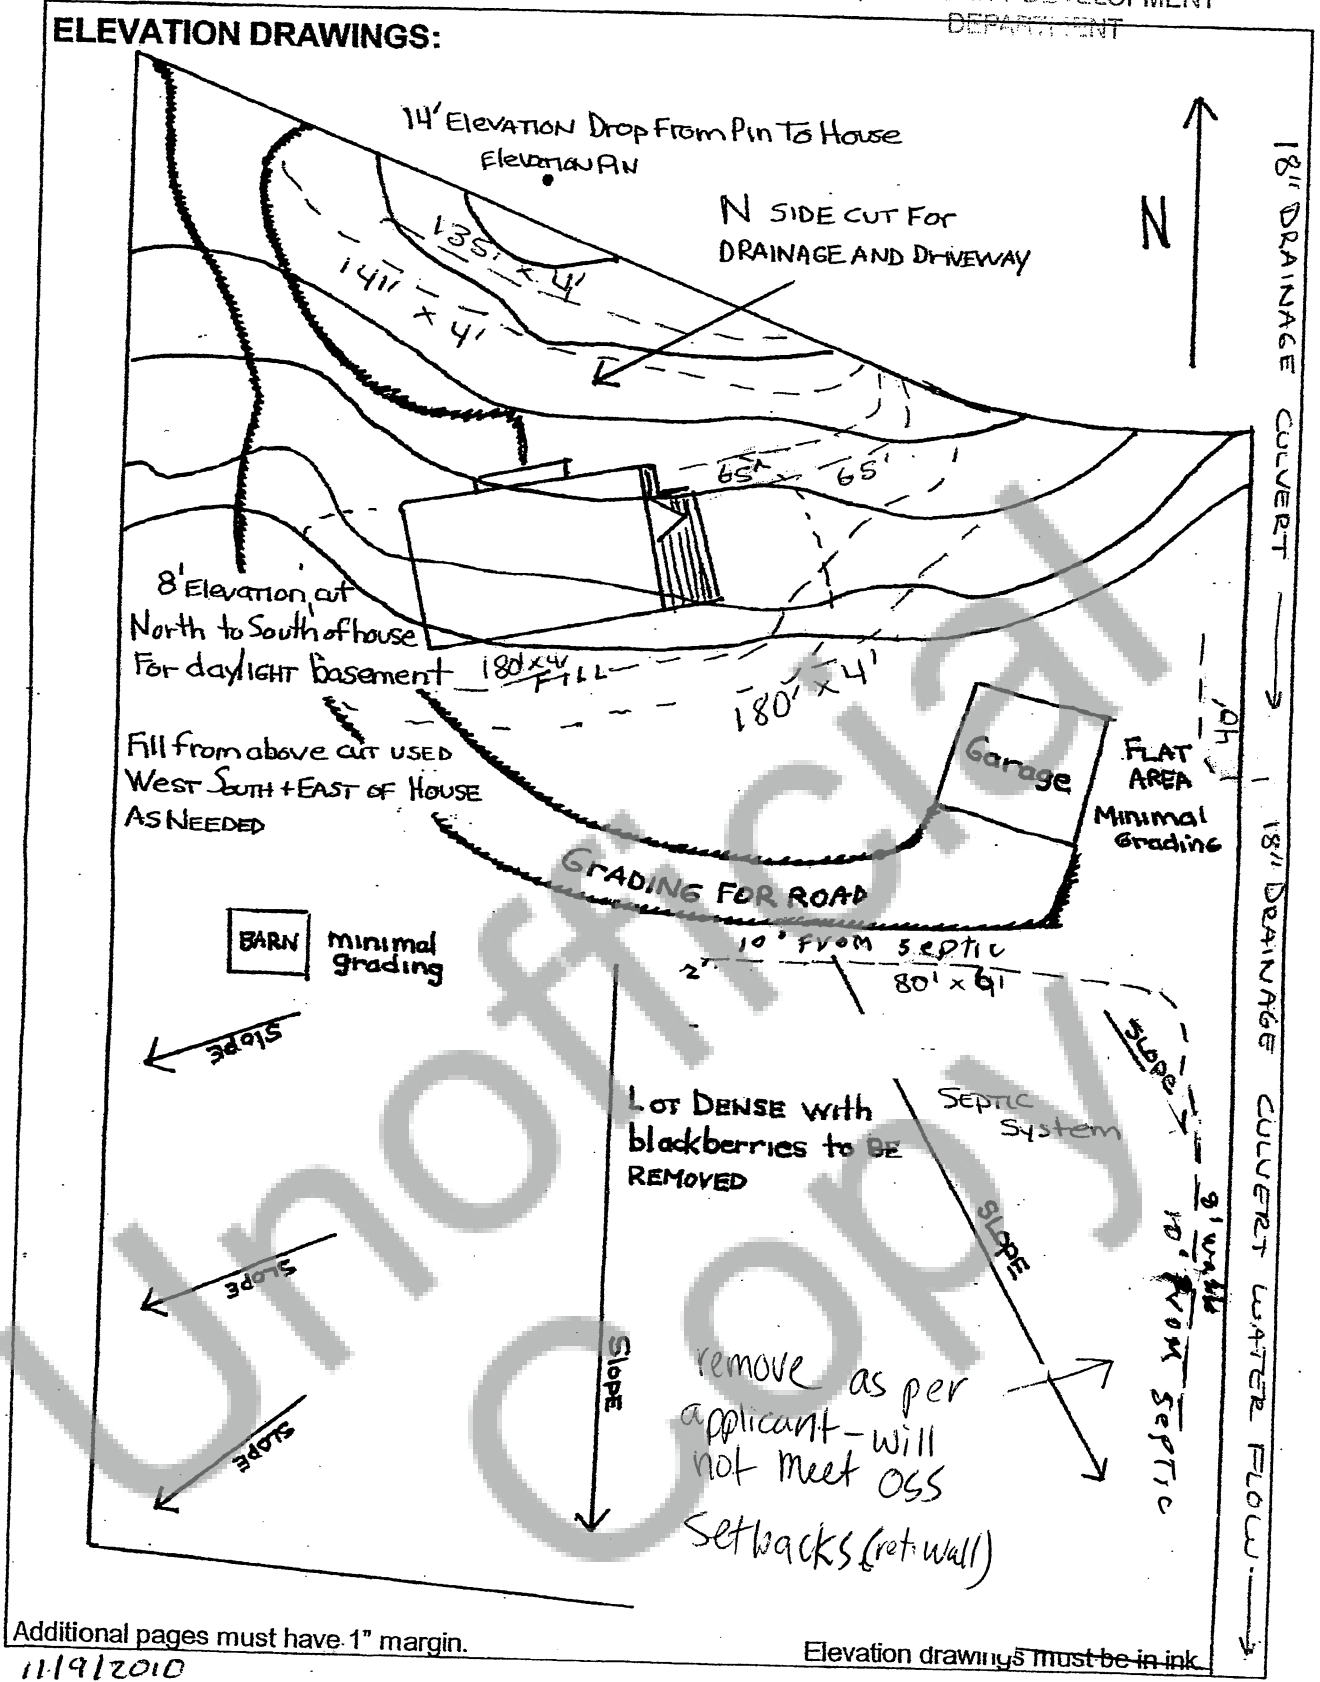 DEPARTMENT
ELEVATION DRAWINGS:
14' ELEVATION Drop From Pin To House
Elevation PIN
N SIDE CUT For
DRAINAGE AND DRIVEWAY
N
18" DRAINAGE CULVERT
135' x 4'
x 4'
65'
65'
8' Elevation cut
North to South of house
For daylIGHT basement
180' x 4'
FILL
180' x 4'
Fill from above cut USED
West South + EAST OF HOUSE
AS NEEDED
Garage
FLAT
AREA
Minimal
Grading
40'
GRADING FOR ROAD
10' From Septic
2'
BARN
minimal
grading
SLOPE
SLOPE
18" DRAINAGE CULVERT WATER FLOW
Lot DENSE with
blackberries to BE
REMOVED
SEPTIC
System
SLOPE
10' From Septic
SLOPE
SLOPE
SLOPE
remove as per
applicant - will
not meet OSS
Setbacks (ret. wall)
Unofficial
Copy
Additional pages must have 1" margin.
Elevation drawings must be in ink.
11/9/2010